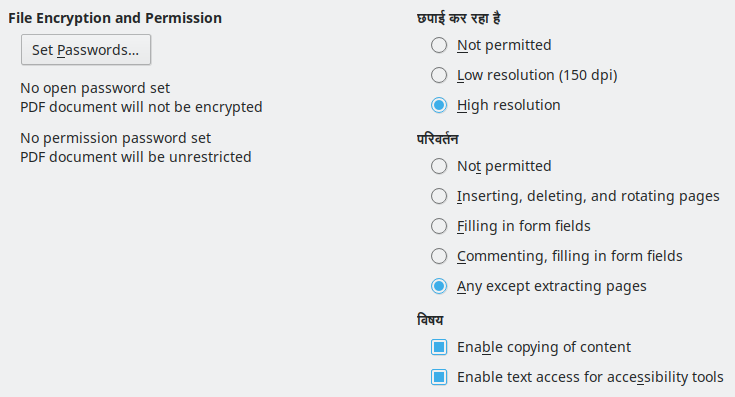 File Encryption and Permission
Set Passwords...
No open password set
PDF document will not be encrypted
No permission password set
PDF document will be unrestricted
छपाई कर रहा है
Not permitted
Low resolution (150 dpi)
High resolution
परिवर्तन
Not permitted
Inserting, deleting, and rotating pages
Filling in form fields
Commenting, filling in form fields
Any except extracting pages
विषय
Enable copying of content
Enable text access for accessibility tools